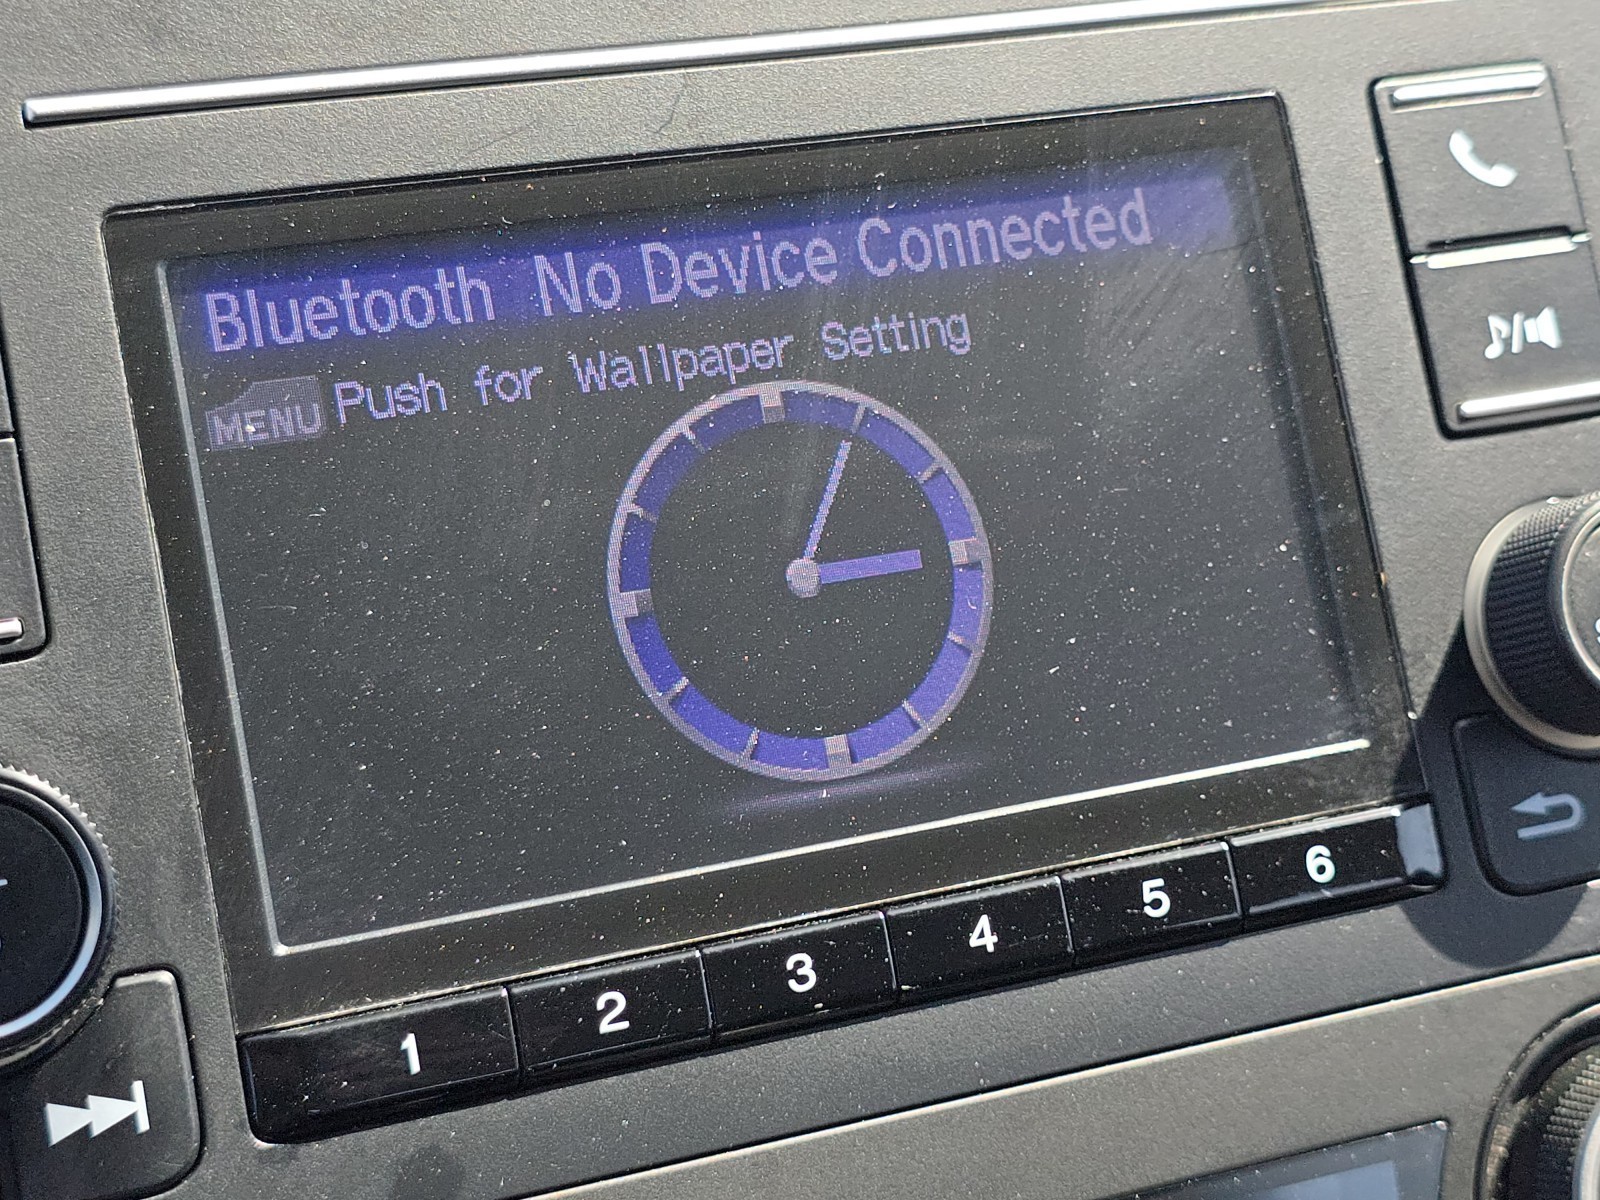 Bluetooth No Device Connected
MENU Push for Wallpaper Setting
1 2 3 4 5 6